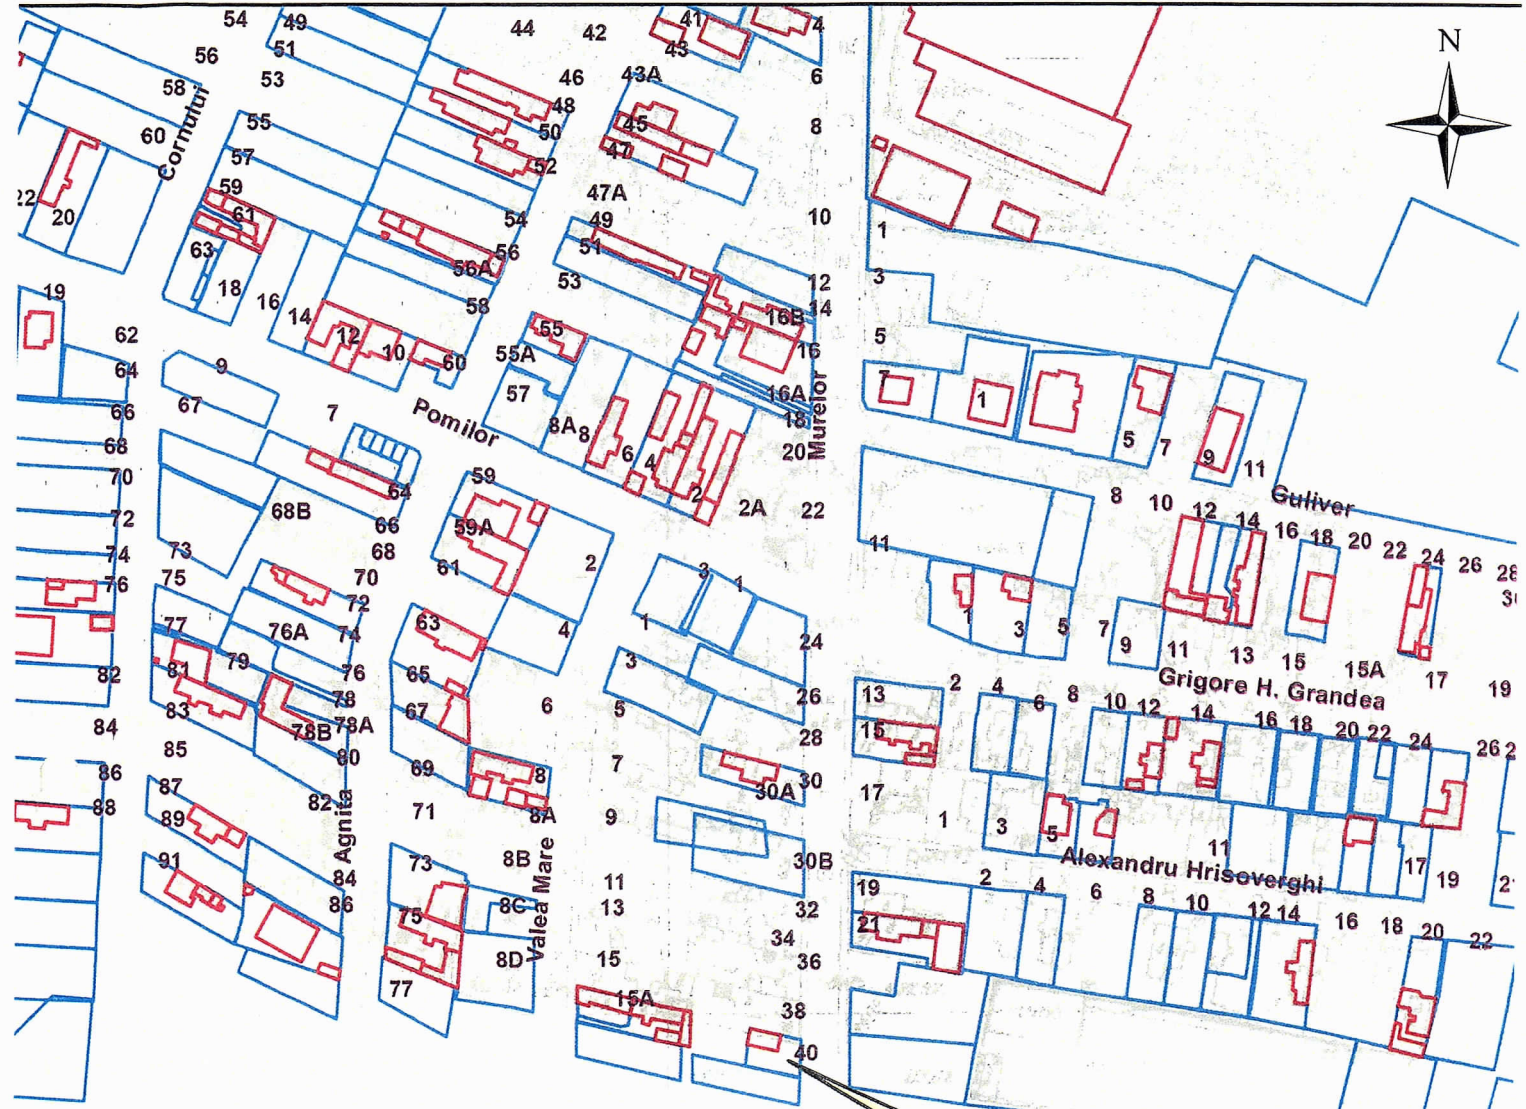 54 49 44 42 41 4
N
56 51 43
58 53 46 43A 6
Cornului
48
60 55 50 45 8
57 52 47
22 20 59 47A
61 54 49 10
63 56 51 1
56A
18 16 58 53 12 3
19 14 14
16B
62 12 10 55 5
60 55A 16
64 9 7
66 67 7 57 16A 1
Pomilor
8A 8 18
Murelor
68 6 20 5 7
4 9 11
70 64 59 2 8 10
Guliver
72 68B 66 59A 2A 22 12 14 16 18 20
74 73 68 61 2 11 22 24 26
76 75 70 3 1 28
72
77 76A 74 63 4 1 24 1 3 5 7 9 11 13 15 15A
81 79 76 65 3 17 19
Grigore H. Grandea
82 78 67 6 5 26 13 2 4 6 8 10 12 14 16 18 20 22 24 26
83 78B 78A
84 85 80 69 8 7 28 15
86 87 82 30
30A 17
88 89 71 8A 9 1 3 5 11
Agnita
91 84 73 8B 30B 17 19
Alexandru Hrisoverghi
Valea Mare
86 8C 11 19 2 4 6 8 10 12 14 16 18 20 22
75 13 32 21
34
77 8D 15 36
15A 38
40